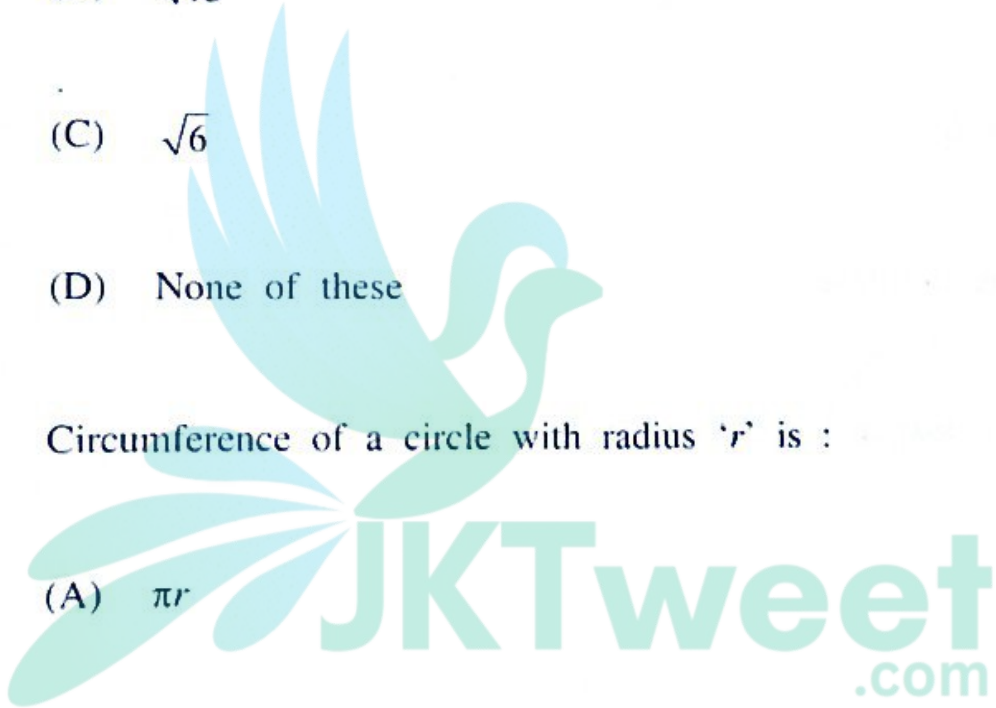 (C) √6
(D) None of these
Circumference of a circle with radius ‘r’ is :
(A) πr
JKTweet
.com